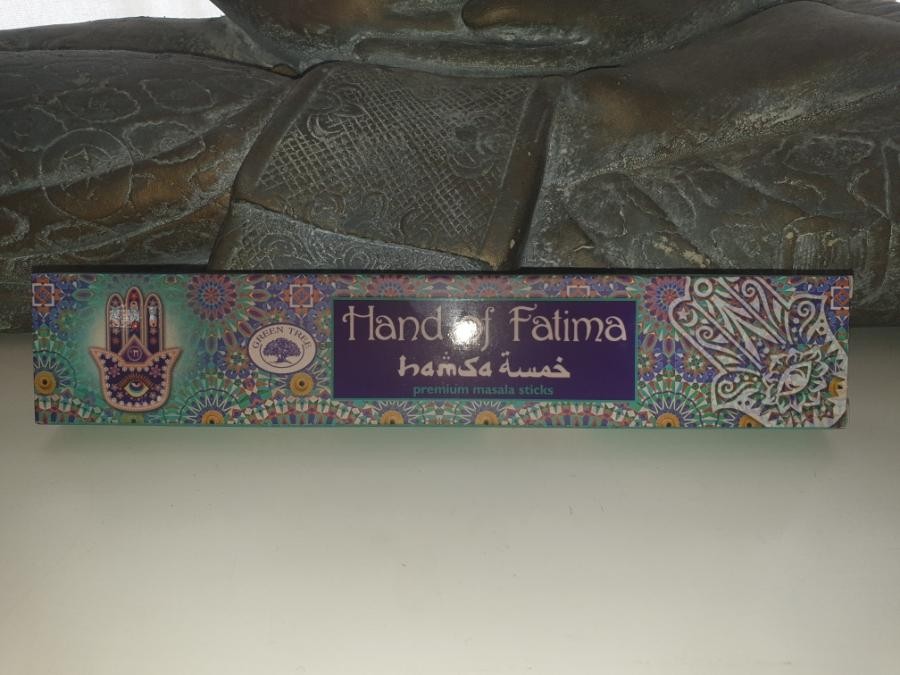 GREEN TREE
Hand of Fatima
hamsa خمسة
premium masala sticks